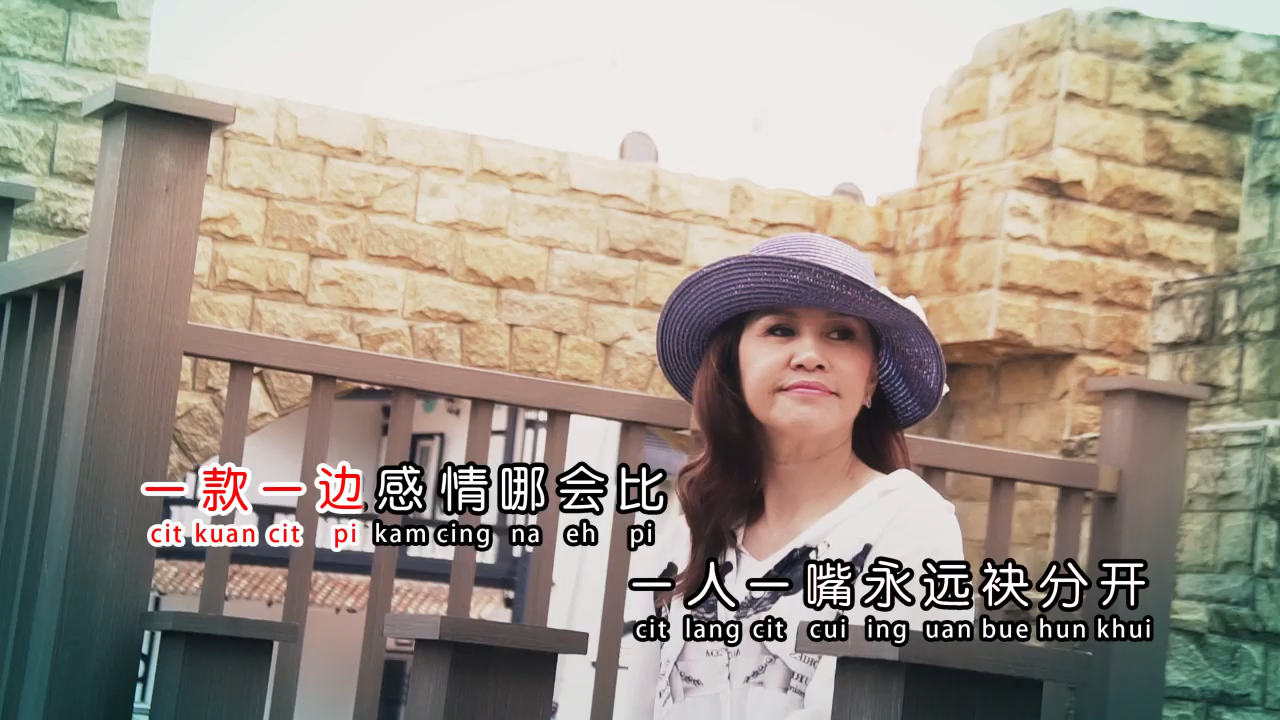 一款一边感情哪会比
cit kuan cit pi kam cing na eh pi
一人一嘴永远袂分开
cit lang cit cui ing uan bue hun khui